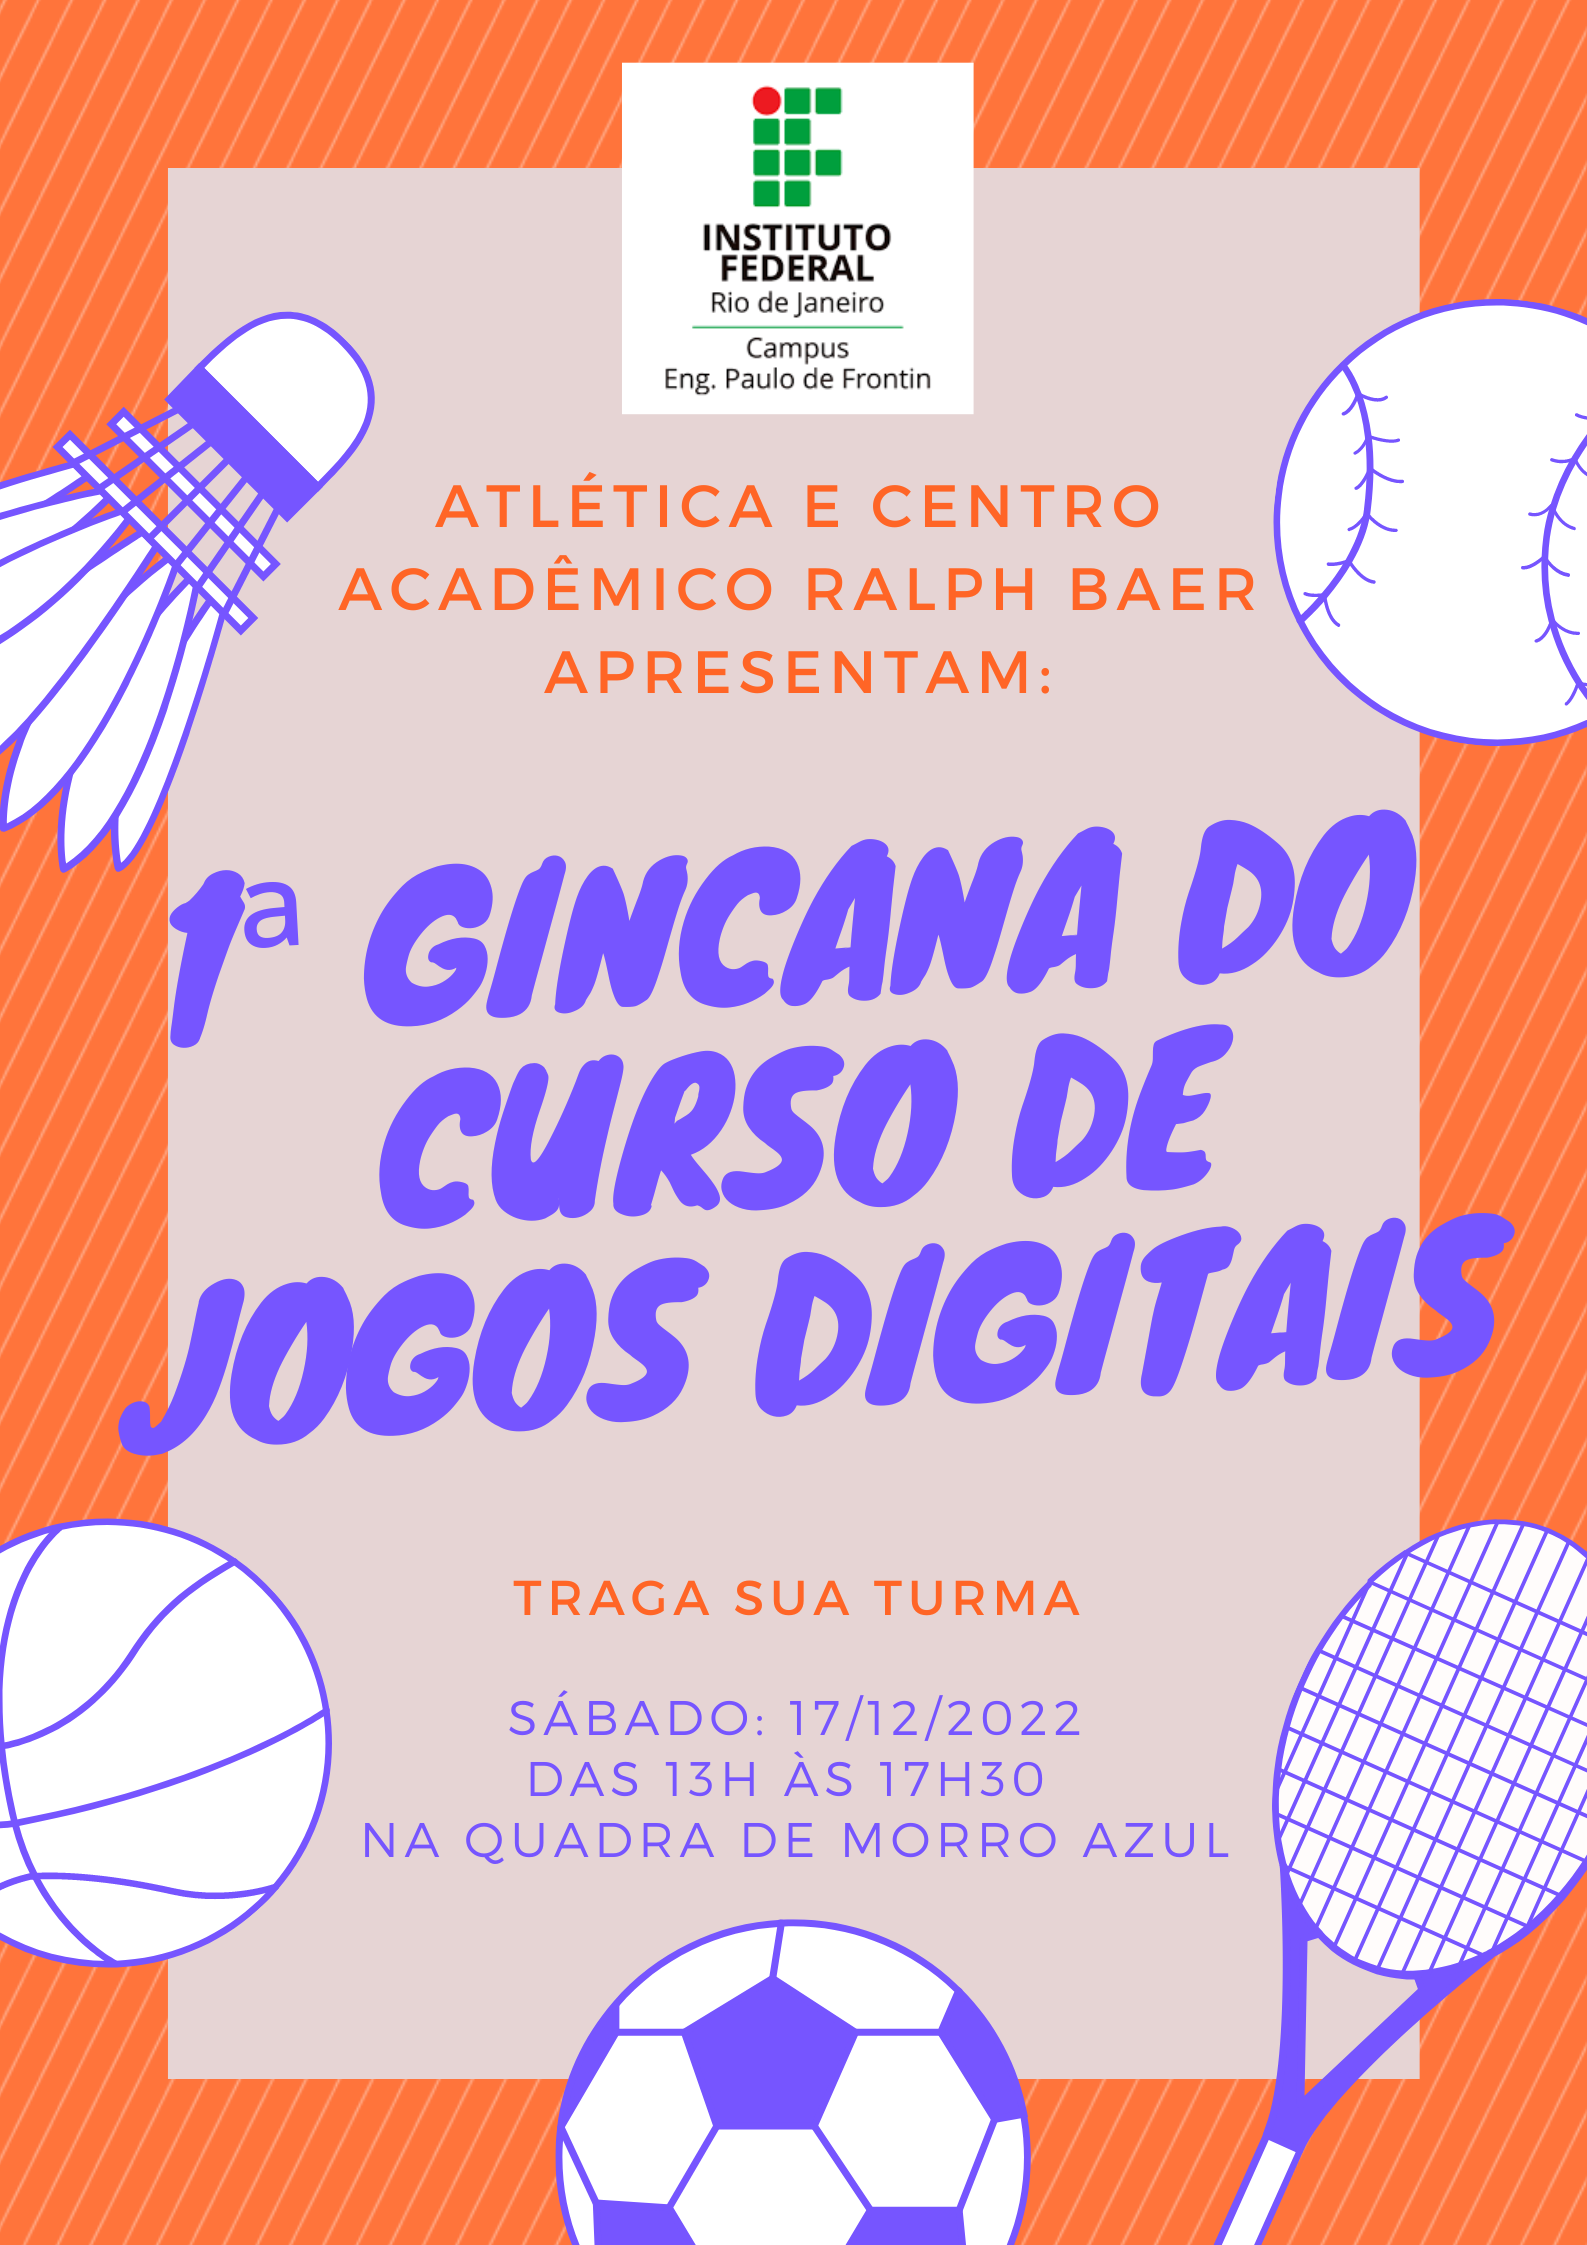 INSTITUTO
FEDERAL
Rio de Janeiro
Campus
Eng. Paulo de Frontin
ATLÉTICA E CENTRO
ACADÊMICO RALPH BAER
APRESENTAM:
1ª GINCANA DO
CURSO DE
JOGOS DIGITAIS
TRAGA SUA TURMA
SÁBADO: 17/12/2022
DAS 13H ÀS 17H30
NA QUADRA DE MORRO AZUL